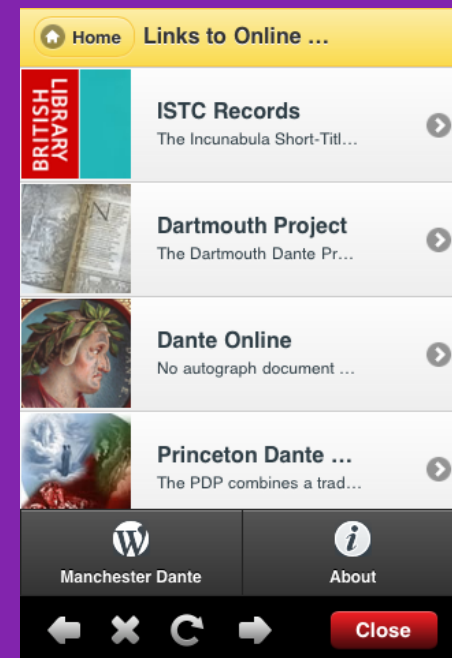 Home
Links to Online ...
BRITISH
LIBRARY
ISTC Records
The Incunabula Short-Titl...
Dartmouth Project
The Dartmouth Dante Pr...
Dante Online
No autograph document ...
Princeton Dante ...
The PDP combines a trad...
Manchester Dante
About
Close